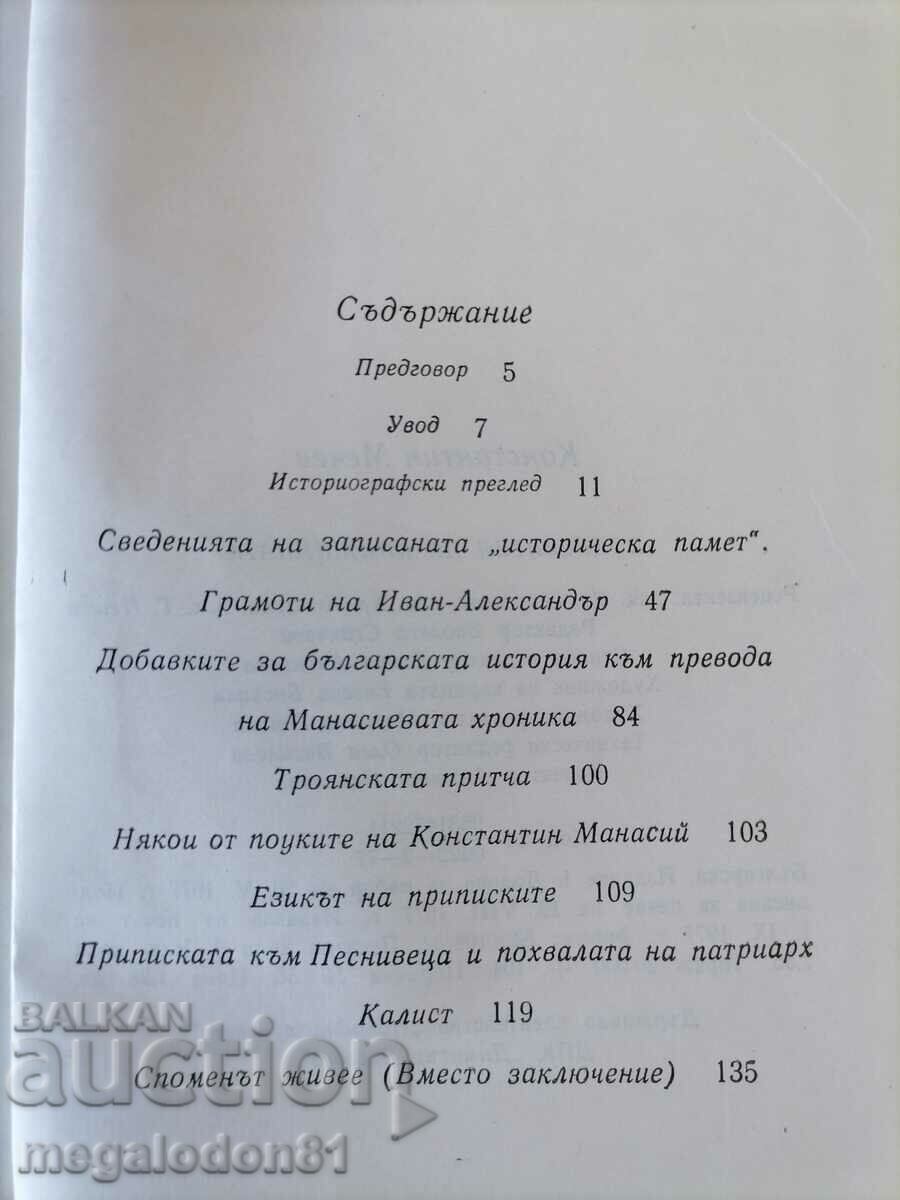 Съдържание
Предговор 5
Увод 7
Историографски преглед 11
Сведенията на записаната „историческа памет“.
Грамоти на Иван-Александър 47
Добавките за българската история към превода
на Манасиевата хроника 84
Троянската притча 100
Някои от поуките на Константин Манасий 103
Езикът на приписките 109
Приписката към Песнивеца и похвалата на патриарх
Калист 119
Споменът живее (Вместо заключение) 135
BALKAN
auction
megalodon81